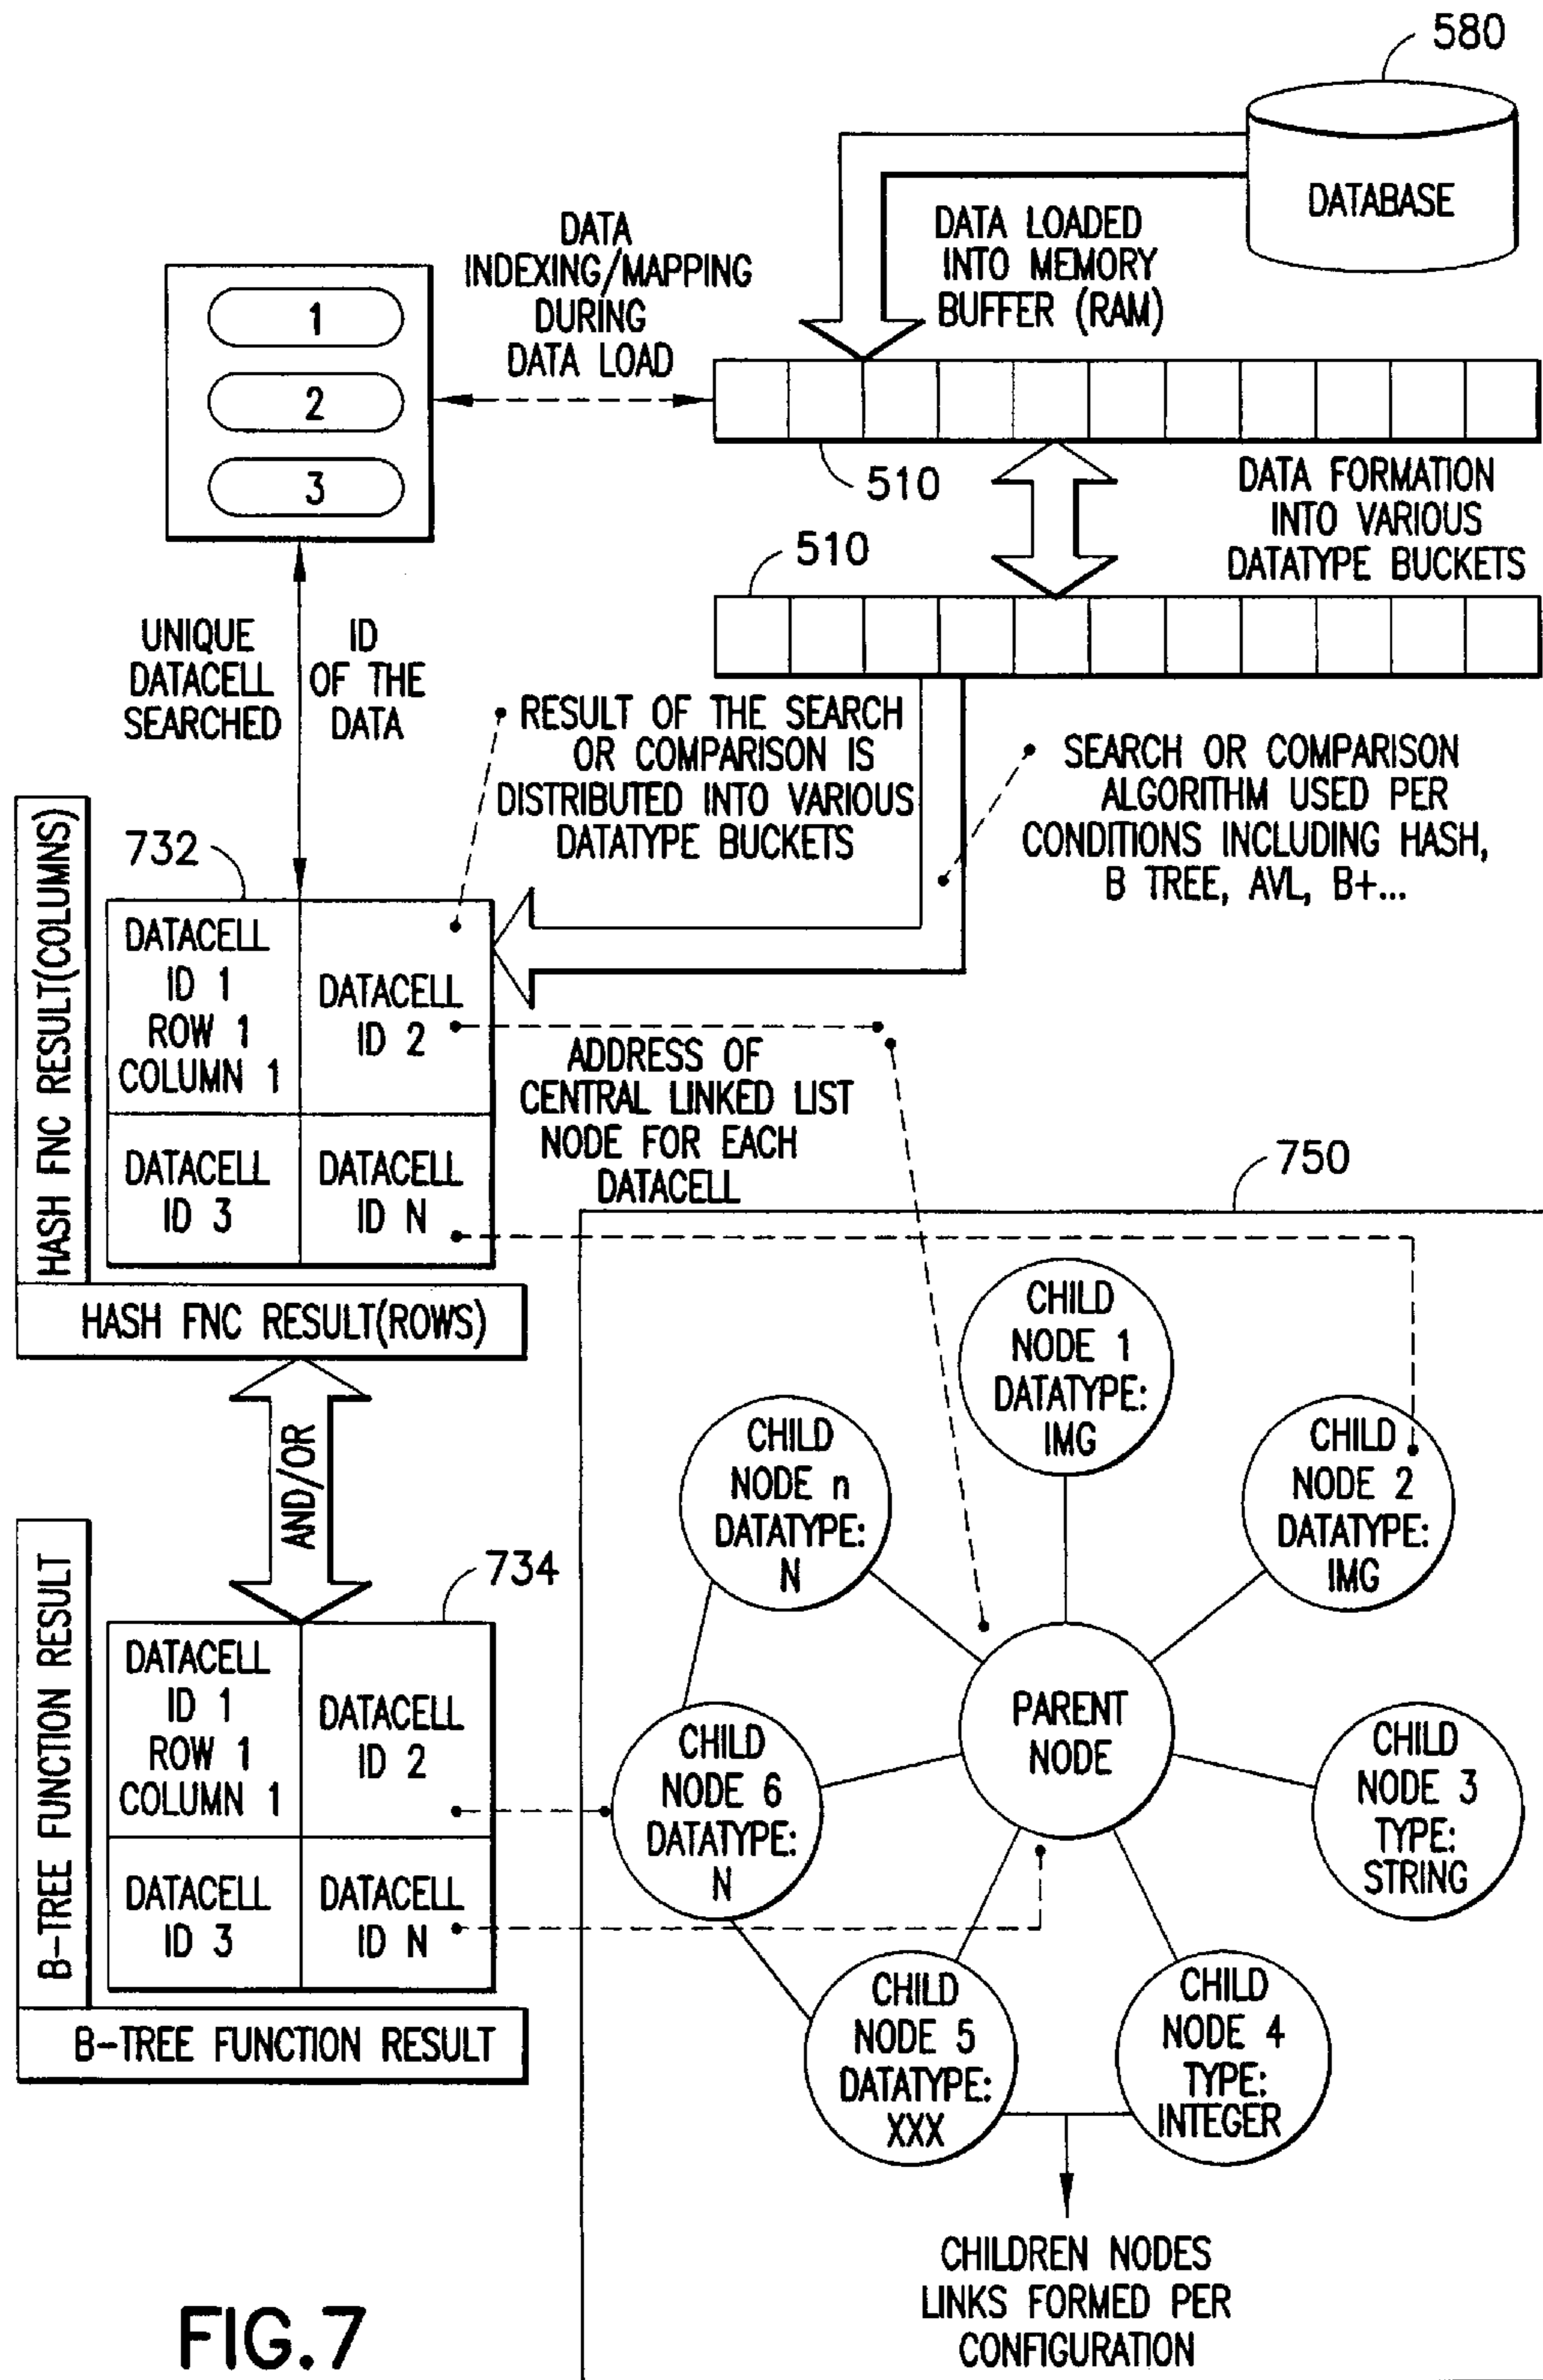 580
DATABASE
DATA LOADED
INTO MEMORY
BUFFER (RAM)
DATA
INDEXING/MAPPING
DURING
DATA LOAD
1
2
3
510
DATA FORMATION
INTO VARIOUS
DATATYPE BUCKETS
510
UNIQUE ID
DATACELL OF THE
SEARCHED DATA
RESULT OF THE SEARCH
OR COMPARISON IS
DISTRIBUTED INTO VARIOUS
DATATYPE BUCKETS
SEARCH OR COMPARISON
ALGORITHM USED PER
CONDITIONS INCLUDING HASH,
B TREE, AVL, B+...
732
HASH FNC RESULT(COLUMNS)
DATACELL
ID 1
ROW 1
COLUMN 1
DATACELL
ID 2
DATACELL
ID 3
DATACELL
ID N
HASH FNC RESULT(ROWS)
ADDRESS OF
CENTRAL LINKED LIST
NODE FOR EACH
DATACELL
750
AND/OR
734
B-TREE FUNCTION RESULT
DATACELL
ID 1
ROW 1
COLUMN 1
DATACELL
ID 2
DATACELL
ID 3
DATACELL
ID N
B-TREE FUNCTION RESULT
CHILD
NODE 1
DATATYPE:
IMG
CHILD
NODE 2
DATATYPE:
IMG
CHILD
NODE n
DATATYPE:
N
PARENT
NODE
CHILD
NODE 3
TYPE:
STRING
CHILD
NODE 6
DATATYPE:
N
CHILD
NODE 5
DATATYPE:
XXX
CHILD
NODE 4
TYPE:
INTEGER
CHILDREN NODES
LINKS FORMED PER
CONFIGURATION
FIG.7